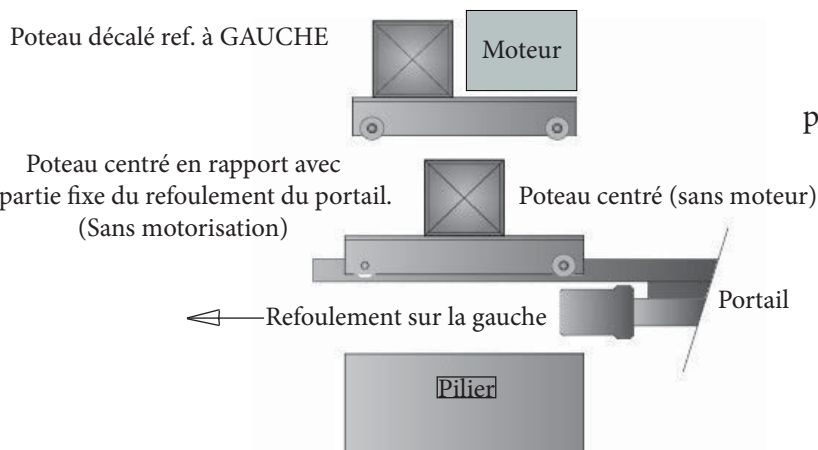 Poteau décalé ref. à GAUCHE
Moteur
p
Poteau centré en rapport avec
partie fixe du refoulement du portail.
(Sans motorisation)
Poteau centré (sans moteur)
Portail
Refoulement sur la gauche
Pilier